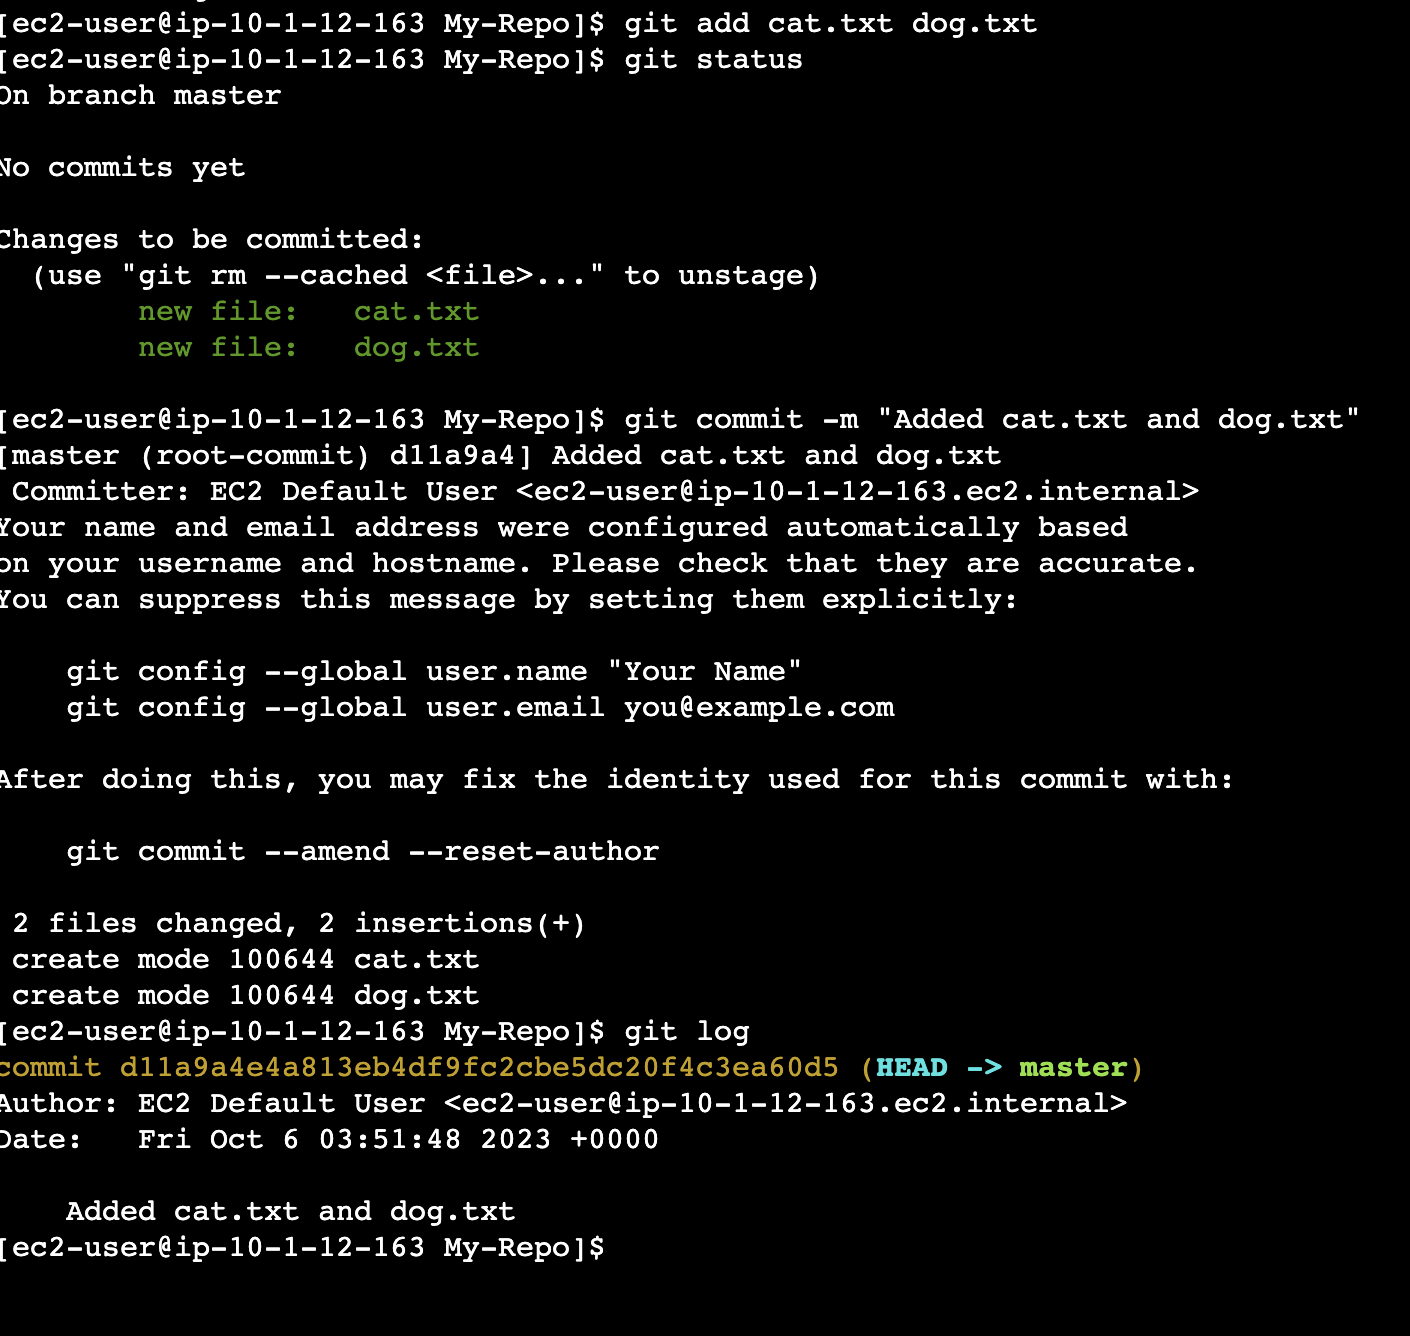 [ec2-user@ip-10-1-12-163 My-Repo]$ git add cat.txt dog.txt
[ec2-user@ip-10-1-12-163 My-Repo]$ git status
On branch master
No commits yet
Changes to be committed:
  (use "git rm --cached <file>..." to unstage)
        new file:   cat.txt
        new file:   dog.txt
[ec2-user@ip-10-1-12-163 My-Repo]$ git commit -m "Added cat.txt and dog.txt"
[master (root-commit) d11a9a4] Added cat.txt and dog.txt
 Committer: EC2 Default User <ec2-user@ip-10-1-12-163.ec2.internal>
Your name and email address were configured automatically based
on your username and hostname. Please check that they are accurate.
You can suppress this message by setting them explicitly:
    git config --global user.name "Your Name"
    git config --global user.email you@example.com
After doing this, you may fix the identity used for this commit with:
    git commit --amend --reset-author
 2 files changed, 2 insertions(+)
 create mode 100644 cat.txt
 create mode 100644 dog.txt
[ec2-user@ip-10-1-12-163 My-Repo]$ git log
commit d11a9a4e4a813eb4df9fc2cbe5dc20f4c3ea60d5 (HEAD -> master)
Author: EC2 Default User <ec2-user@ip-10-1-12-163.ec2.internal>
Date:   Fri Oct 6 03:51:48 2023 +0000
    Added cat.txt and dog.txt
[ec2-user@ip-10-1-12-163 My-Repo]$